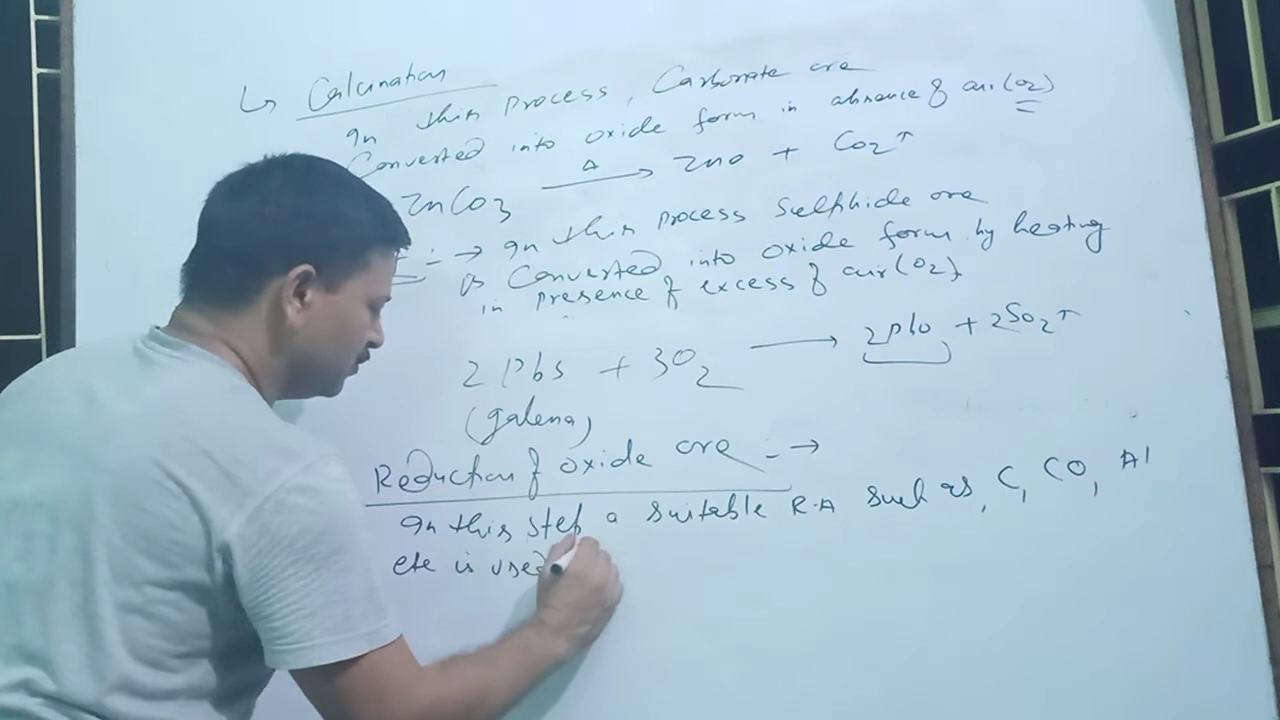 ↳ Calcination
In this process, Carbonate ore
Converted into oxide form in absence of air (O2)
ZnCO3 Δ→ ZnO + CO2↑
:- → In this process Sulphide ore
is Converted into oxide form by heating
in presence of excess of air (O2).
2Pbs + 3O2 → 2PbO + 2SO2↑
(galena)
Reduction of oxide ore :- →
In this step a suitable R.A such as, C, CO, Al
etc is used